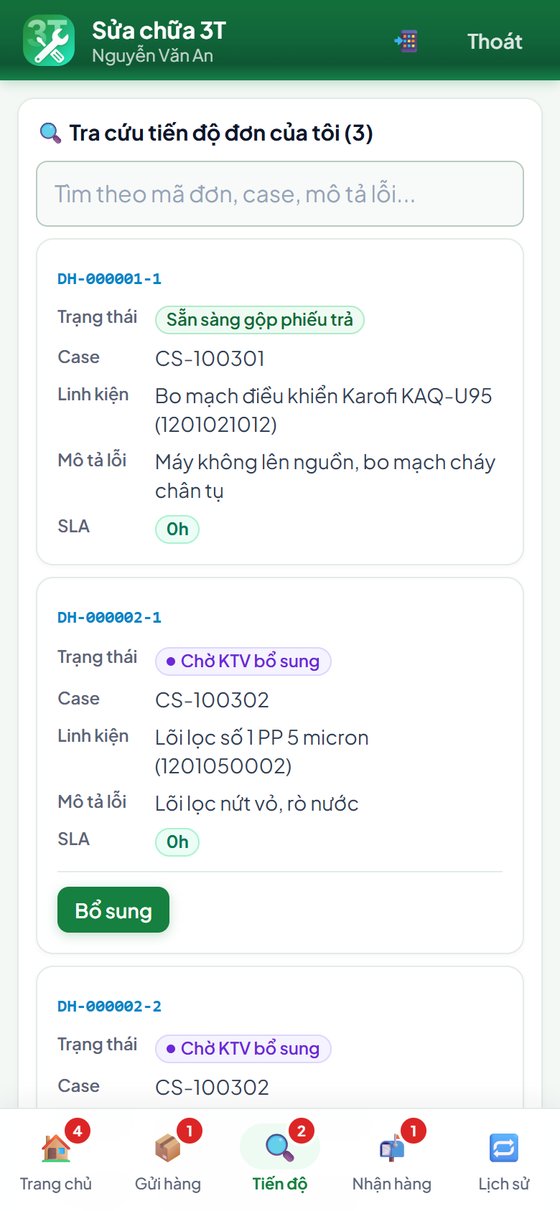 3T
Sửa chữa 3T
Nguyễn Văn An
Thoát
Tra cứu tiến độ đơn của tôi (3)
Tìm theo mã đơn, case, mô tả lỗi...
DH-000001-1
Trạng thái Sẵn sàng gộp phiếu trả
Case CS-100301
Linh kiện Bo mạch điều khiển Karofi KAQ-U95
(1201021012)
Mô tả lỗi Máy không lên nguồn, bo mạch cháy
chân tụ
SLA 0h
DH-000002-1
Trạng thái Chờ KTV bổ sung
Case CS-100302
Linh kiện Lõi lọc số 1 PP 5 micron
(1201050002)
Mô tả lỗi Lõi lọc nứt vỏ, rò nước
SLA 0h
Bổ sung
DH-000002-2
Trạng thái Chờ KTV bổ sung
Case CS-100302
4 1 2 1
Trang chủ Gửi hàng Tiến độ Nhận hàng Lịch sử